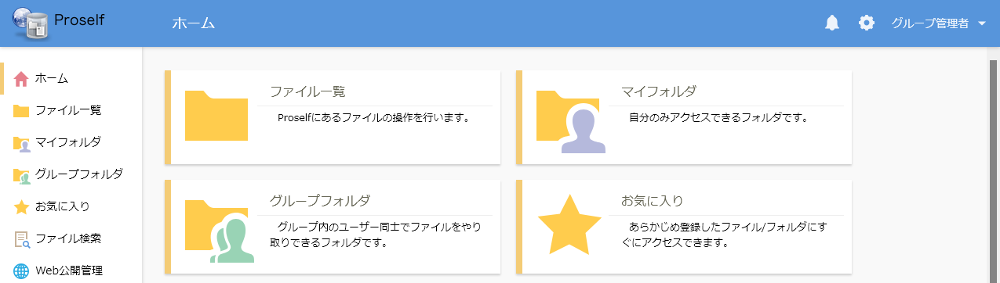 Proself
ホーム
グループ管理者
ホーム
ファイル一覧
マイフォルダ
グループフォルダ
お気に入り
ファイル検索
Web公開管理
ファイル一覧
Proselfにあるファイルの操作を行います。
マイフォルダ
自分のみアクセスできるフォルダです。
グループフォルダ
グループ内のユーザー同士でファイルをやり
取りできるフォルダです。
お気に入り
あらかじめ登録したファイル/フォルダにす
ぐにアクセスできます。